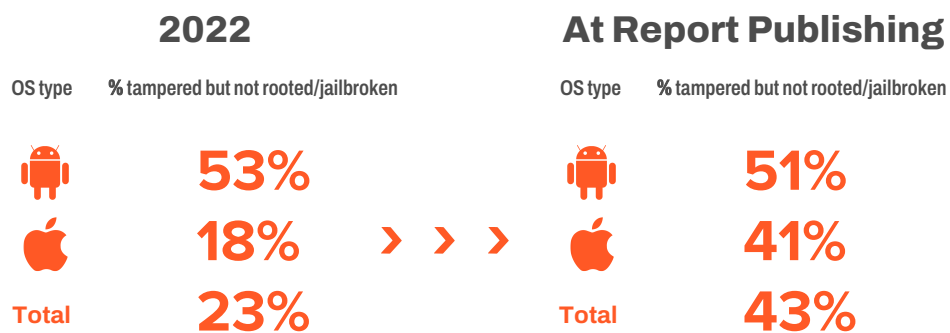 2022
OS type % tampered but not rooted/jailbroken
53%
18%
Total 23%
At Report Publishing
OS type % tampered but not rooted/jailbroken
51%
41%
Total 43%